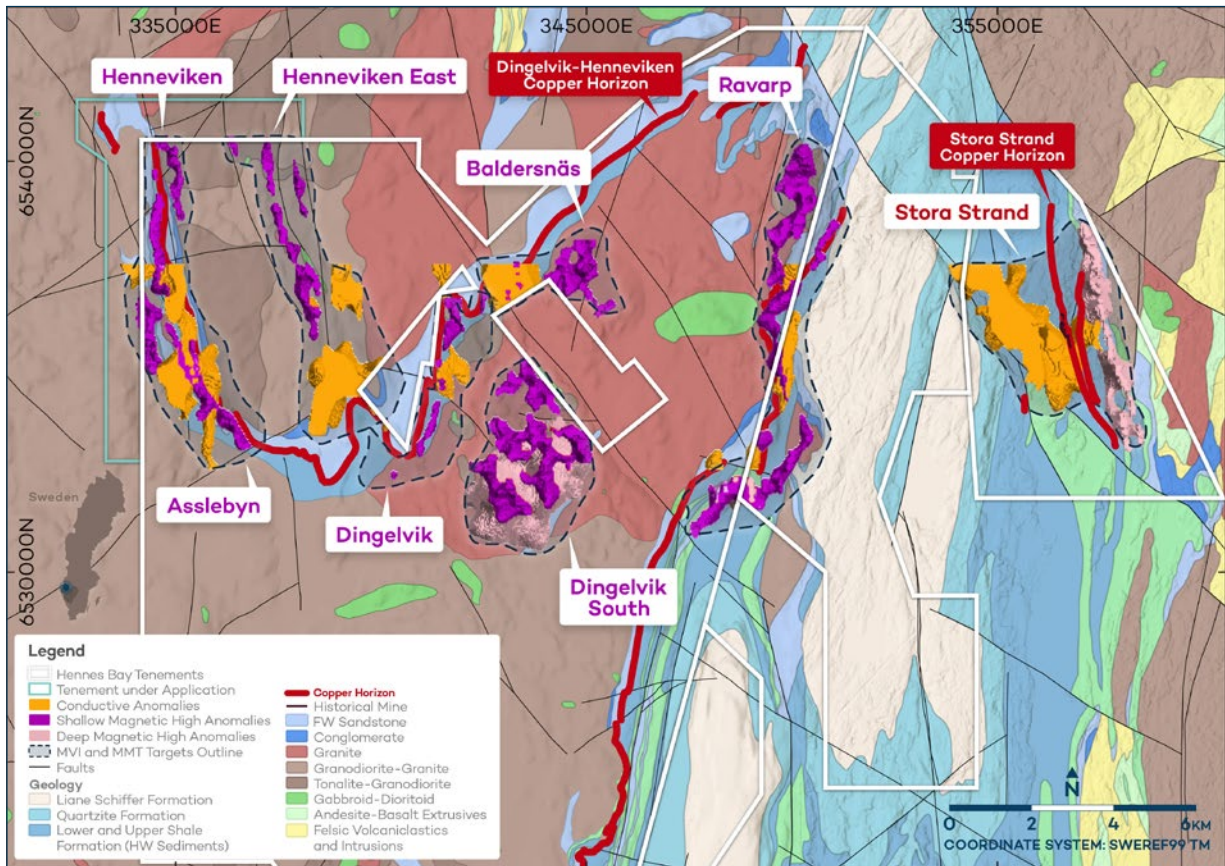 335000E
345000E
355000E
Henneviken
Henneviken East
Dingelvik-Henneviken
Copper Horizon
Ravarp
6540000N
Baldersnäs
Stora Strand
Copper Horizon
Stora Strand
Sweden
Asslebyn
Dingelvik
Dingelvik
South
6530000N
Legend
Hennes Bay Tenements
Tenement under Application
Conductive Anomalies
Shallow Magnetic High Anomalies
Deep Magnetic High Anomalies
MVI and MMT Targets Outline
Faults
Geology
Liane Schiffer Formation
Quartzite Formation
Lower and Upper Shale
Formation (HW Sediments)
Copper Horizon
Historical Mine
FW Sandstone
Conglomerate
Granite
Granodiorite-Granite
Tonalite-Granodiorite
Gabbroid-Dioritoid
Andesite-Basalt Extrusives
Felsic Volcaniclastics
and Intrusions
N
0 2 4 6KM
COORDINATE SYSTEM: SWEREF99 TM